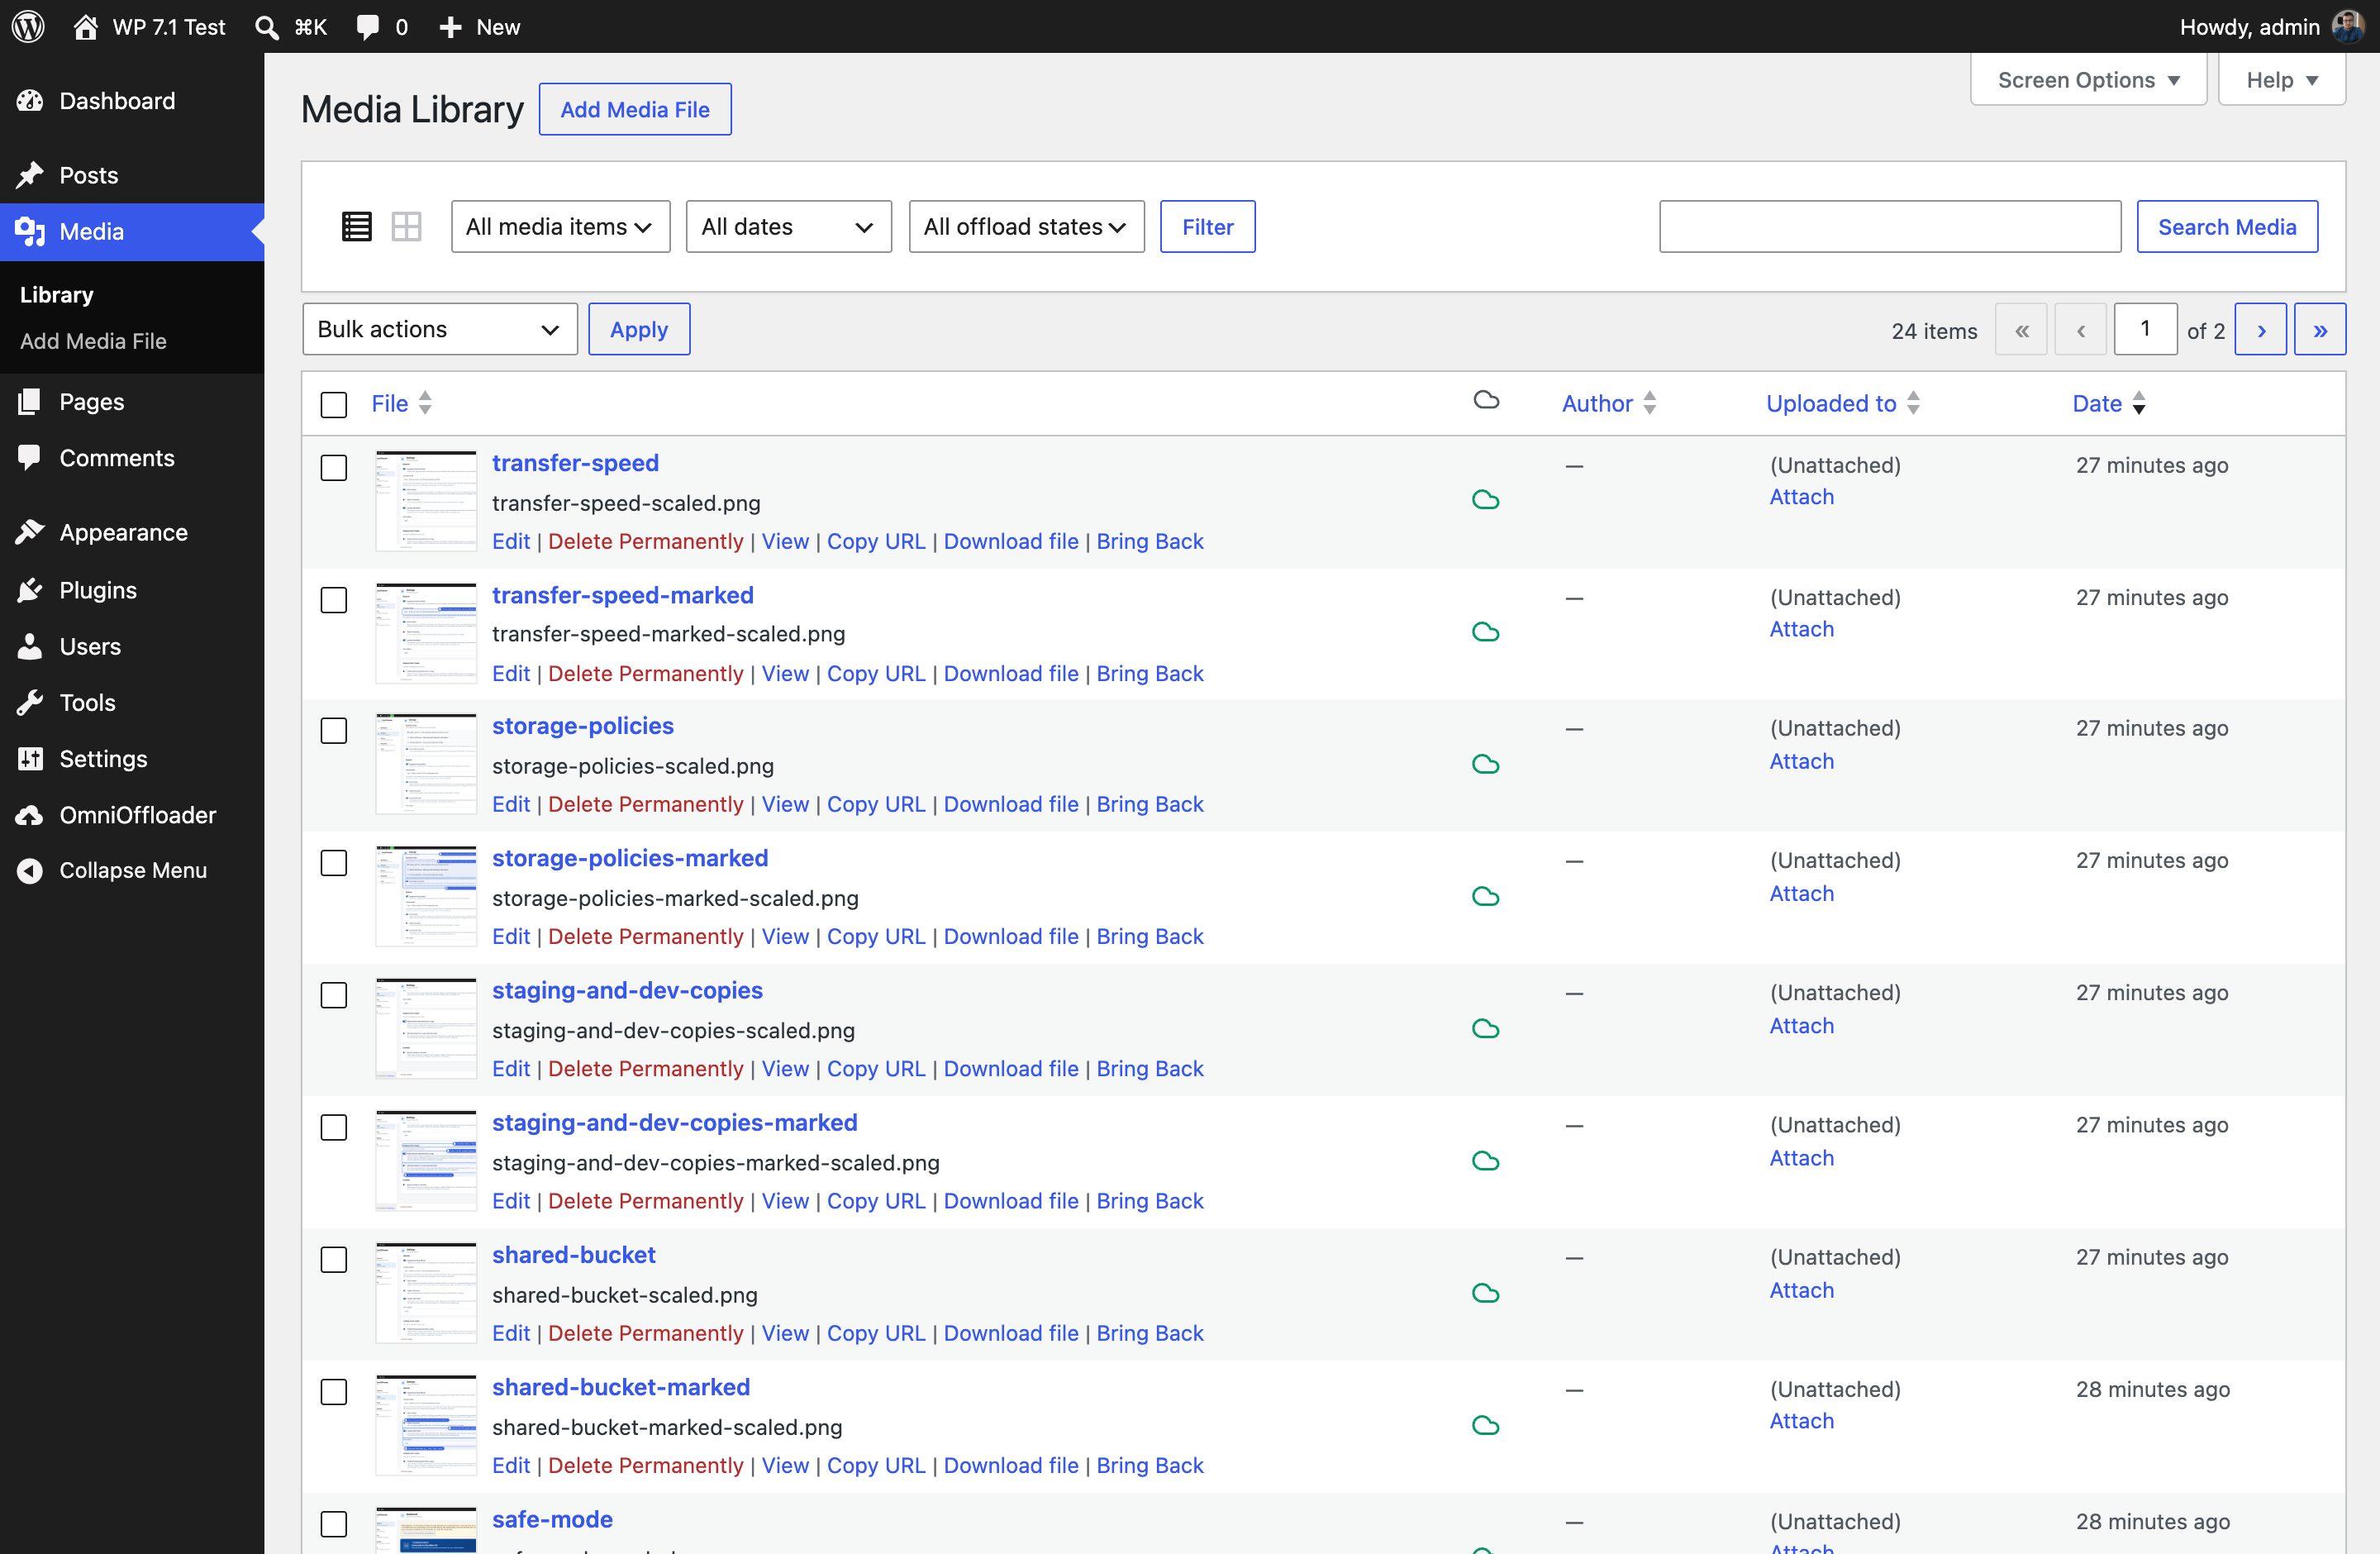 WP 7.1 Test ⌘K 0 New Howdy, admin
Screen Options ▼ Help ▼
Dashboard
Posts
Media
Library
Add Media File
Pages
Comments
Appearance
Plugins
Users
Tools
Settings
OmniOffloader
Collapse Menu
Media Library Add Media File
All media items All dates All offload states Filter Search Media
Bulk actions Apply 24 items « ‹ 1 of 2 › »
File Author Uploaded to Date
transfer-speed — (Unattached) 27 minutes ago
transfer-speed-scaled.png Attach
Edit | Delete Permanently | View | Copy URL | Download file | Bring Back
transfer-speed-marked — (Unattached) 27 minutes ago
transfer-speed-marked-scaled.png Attach
Edit | Delete Permanently | View | Copy URL | Download file | Bring Back
storage-policies — (Unattached) 27 minutes ago
storage-policies-scaled.png Attach
Edit | Delete Permanently | View | Copy URL | Download file | Bring Back
storage-policies-marked — (Unattached) 27 minutes ago
storage-policies-marked-scaled.png Attach
Edit | Delete Permanently | View | Copy URL | Download file | Bring Back
staging-and-dev-copies — (Unattached) 27 minutes ago
staging-and-dev-copies-scaled.png Attach
Edit | Delete Permanently | View | Copy URL | Download file | Bring Back
staging-and-dev-copies-marked — (Unattached) 27 minutes ago
staging-and-dev-copies-marked-scaled.png Attach
Edit | Delete Permanently | View | Copy URL | Download file | Bring Back
shared-bucket — (Unattached) 27 minutes ago
shared-bucket-scaled.png Attach
Edit | Delete Permanently | View | Copy URL | Download file | Bring Back
shared-bucket-marked — (Unattached) 28 minutes ago
shared-bucket-marked-scaled.png Attach
Edit | Delete Permanently | View | Copy URL | Download file | Bring Back
safe-mode — (Unattached) 28 minutes ago
Attach